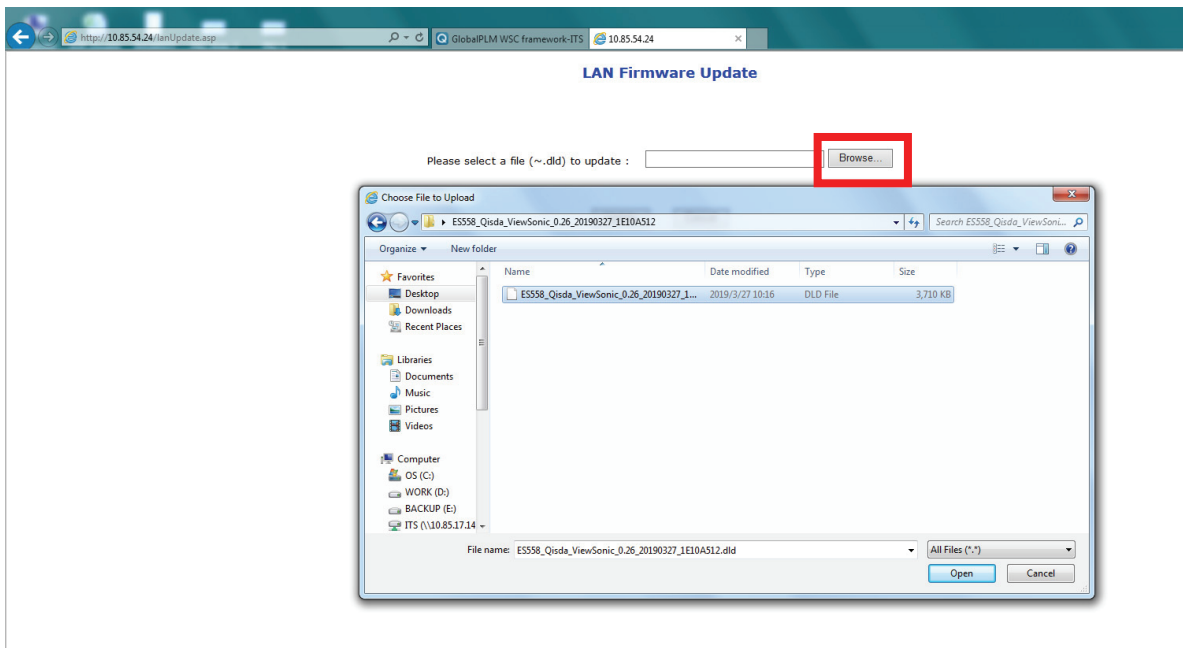 http://10.85.54.24/lanUpdate.asp
GlobalPLM WSC framework-ITS
10.85.54.24
LAN Firmware Update
Please select a file (~.dld) to update :
Browse...
Choose File to Upload
ES558_Qisda_ViewSonic_0.26_20190327_1E10A512
Search ES558_Qisda_ViewSoni...
Organize
New folder
Name
Date modified
Type
Size
ES558_Qisda_ViewSonic_0.26_20190327_1...
2019/3/27 10:16
DLD File
3,710 KB
Favorites
Desktop
Downloads
Recent Places
Libraries
Documents
Music
Pictures
Videos
Computer
OS (C:)
WORK (D:)
BACKUP (E:)
ITS (\\10.85.17.14
File name:
ES558_Qisda_ViewSonic_0.26_20190327_1E10A512.dld
All Files (*.*)
Open
Cancel